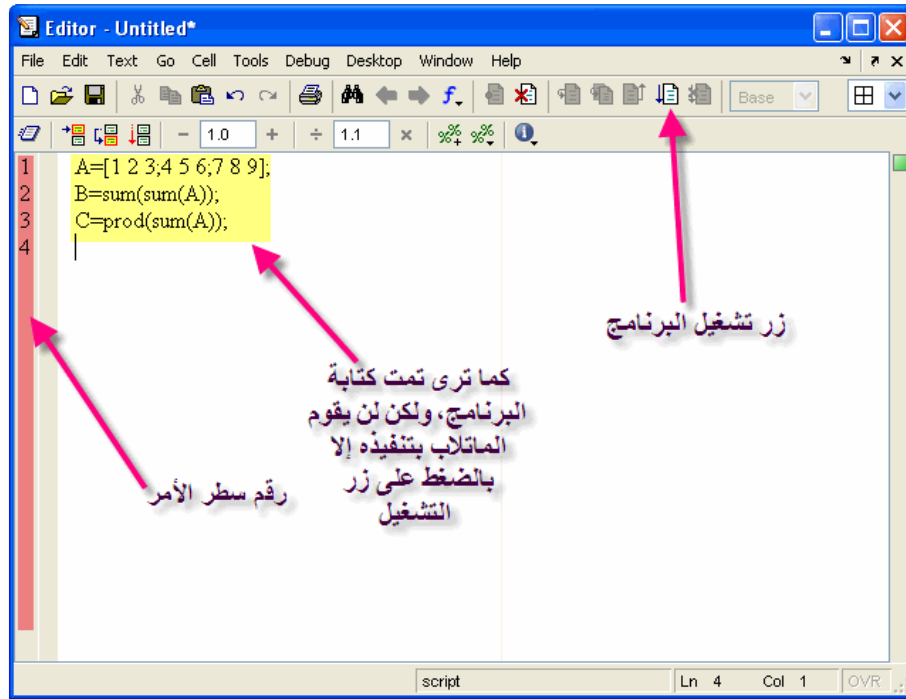 Editor - Untitled*
File Edit Text Go Cell Tools Debug Desktop Window Help
Base
1.0
1.1
1 A=[1 2 3;4 5 6;7 8 9];
2 B=sum(sum(A));
3 C=prod(sum(A));
4
زر تشغيل البرنامج
كما ترى تمت كتابة
البرنامج، ولكن لن يقوم
الماتلاب بتنفيذه إلا
بالضغط على زر
التشغيل
رقم سطر الأمر
script Ln 4 Col 1 OVR